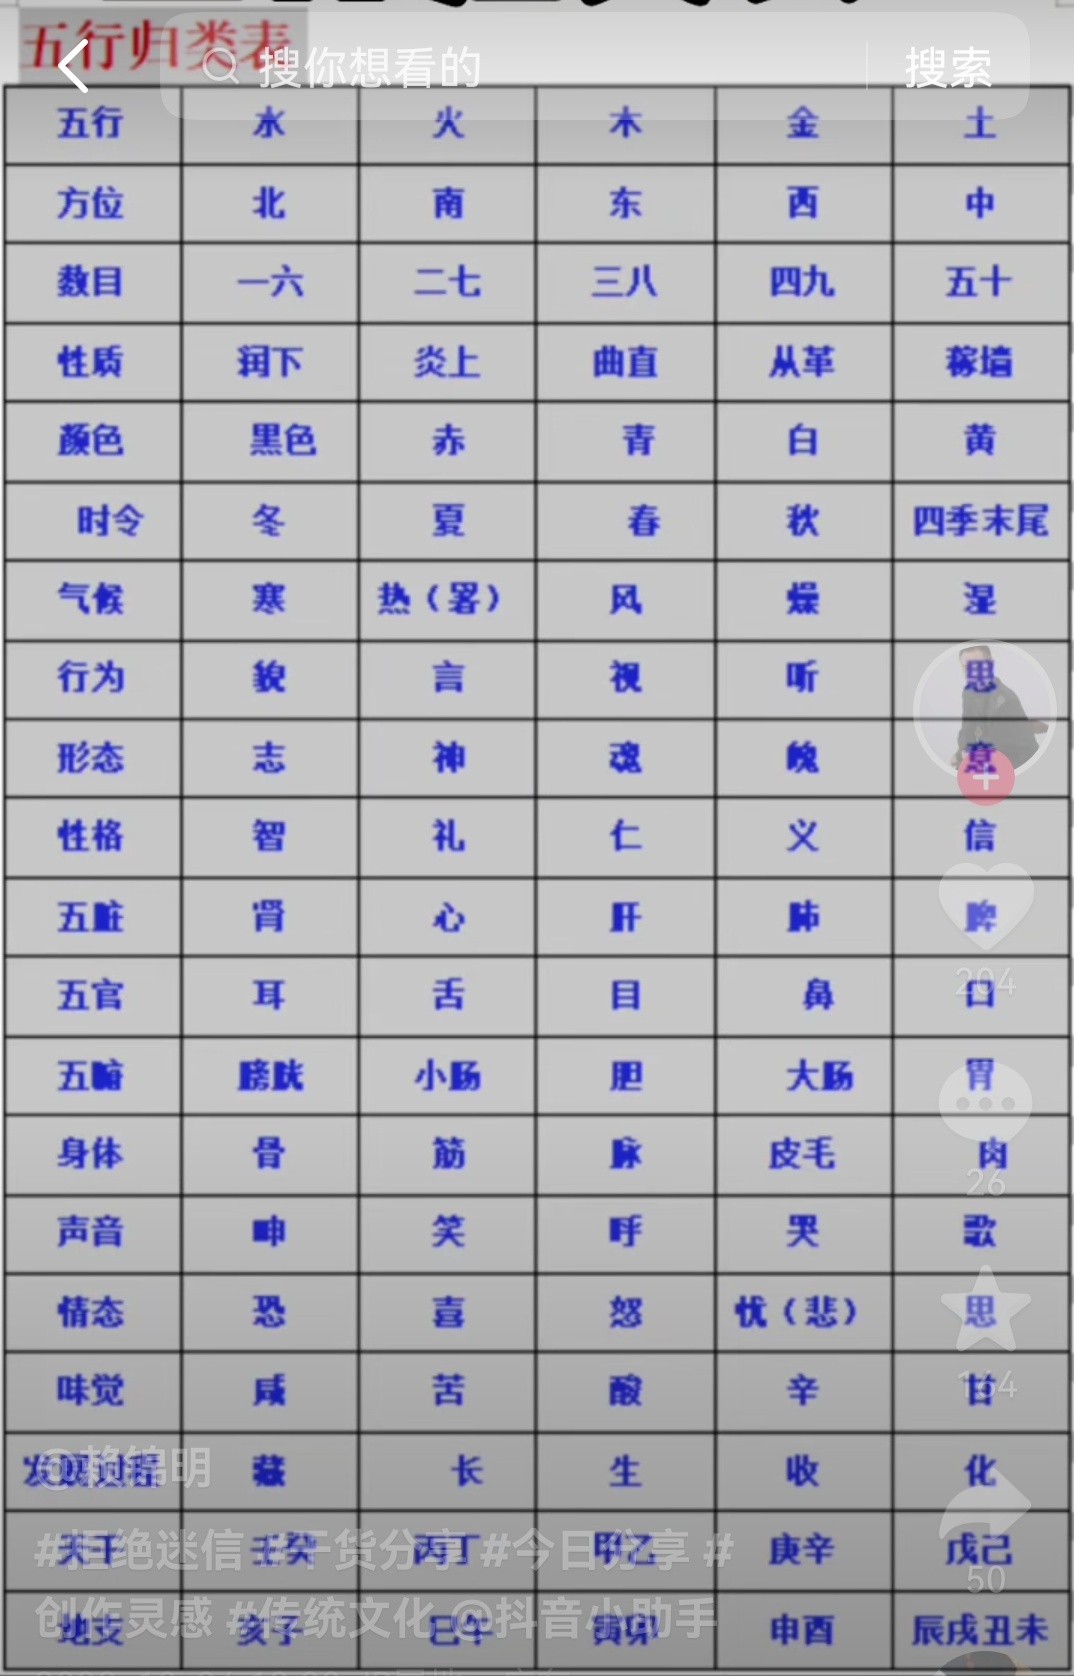 五行归类表
搜你想看的 搜索
五行 水 火 木 金 土
方位 北 南 东 西 中
数目 一六 二七 三八 四九 五十
性质 润下 炎上 曲直 从革 稼墙
颜色 黑色 赤 青 白 黄
时令 冬 夏 春 秋 四季末尾
气候 寒 热（署） 风 燥 湿
行为 貌 言 视 听 思
形态 志 神 魂 魄 意
性格 智 礼 仁 义 信
五脏 肾 心 肝 肺 脾
五官 耳 舌 目 鼻 口
204
五腑 膀胱 小肠 胆 大肠 胃
身体 骨 筋 脉 皮毛 肉
26
声音 呻 笑 呼 哭 歌
情态 恐 喜 怒 忧（悲） 思
味觉 咸 苦 酸 辛 甘
164
发展过程 藏 长 生 收 化
@赖锦明
天干 壬癸 丙丁 甲乙 庚辛 戊己
#拒绝迷信 #干货分享 #今日分享 #
50
创作灵感 #传统文化 @抖音小助手
地支 亥子 巳午 寅卯 申酉 辰戌丑未